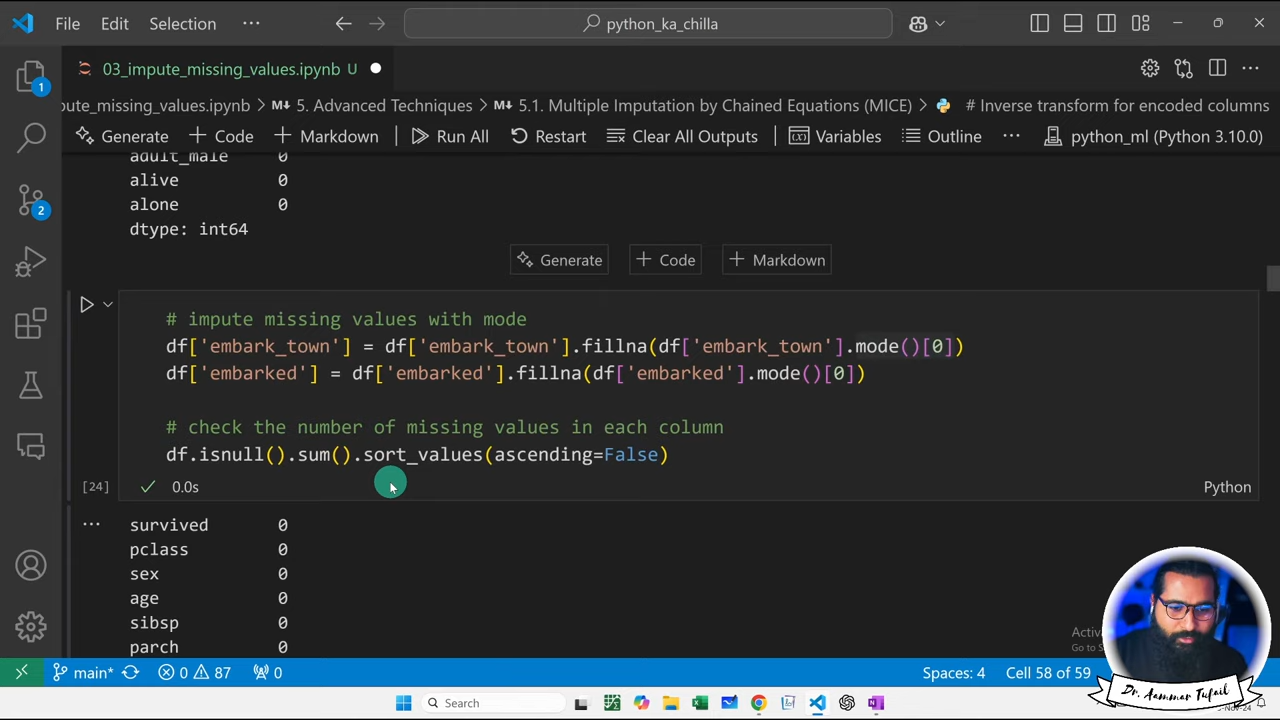 File Edit Selection ··· python_ka_chilla
03_impute_missing_values.ipynb U
pute_missing_values.ipynb > 5. Advanced Techniques > 5.1. Multiple Imputation by Chained Equations (MICE) > # Inverse transform for encoded columns
Generate + Code + Markdown Run All Restart Clear All Outputs Variables Outline ··· python_ml (Python 3.10.0)
adult_male 0
alive 0
alone 0
dtype: int64
Generate + Code + Markdown
# impute missing values with mode
df['embark_town'] = df['embark_town'].fillna(df['embark_town'].mode()[0])
df['embarked'] = df['embarked'].fillna(df['embarked'].mode()[0])
# check the number of missing values in each column
df.isnull().sum().sort_values(ascending=False)
[24] 0.0s Python
survived 0
pclass 0
sex 0
age 0
sibsp 0
parch 0
1
2
main* 0 87 0 Spaces: 4 Cell 58 of 59
Search
Dr. Aammar Tufail